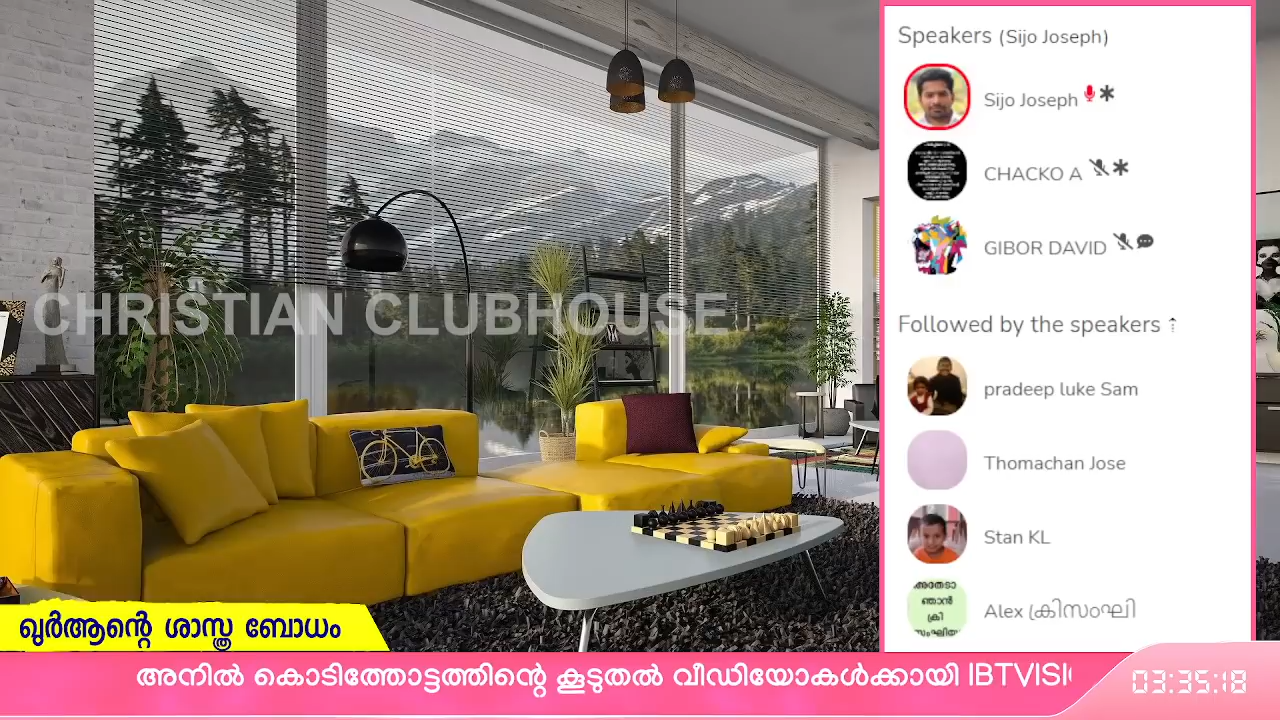 CHRISTIAN CLUBHOUSE
Speakers (Sijo Joseph)
Sijo Joseph
CHACKO A
GIBOR DAVID
Followed by the speakers
pradeep luke Sam
Thomachan Jose
Stan KL
അതേടാ
ഞാൻ
ക്രി
Alex (ക്രിസംഘി
ഖുർആന്റെ ശാസ്ത്ര ബോധം
അനിൽ കൊടിത്തോട്ടത്തിന്റെ കൂടുതൽ വീഡിയോകൾക്കായി IBTVISI
03:35:18